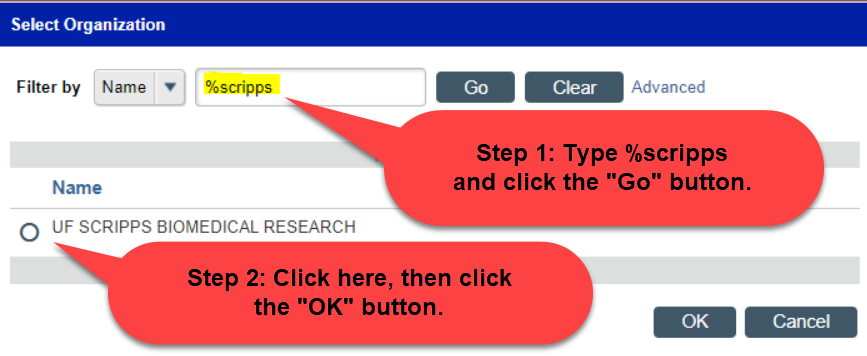 Select Organization
Filter by Name %scripps Go Clear Advanced
Step 1: Type %scripps
and click the "Go" button.
Name
UF SCRIPPS BIOMEDICAL RESEARCH
Step 2: Click here, then click
the "OK" button.
OK Cancel